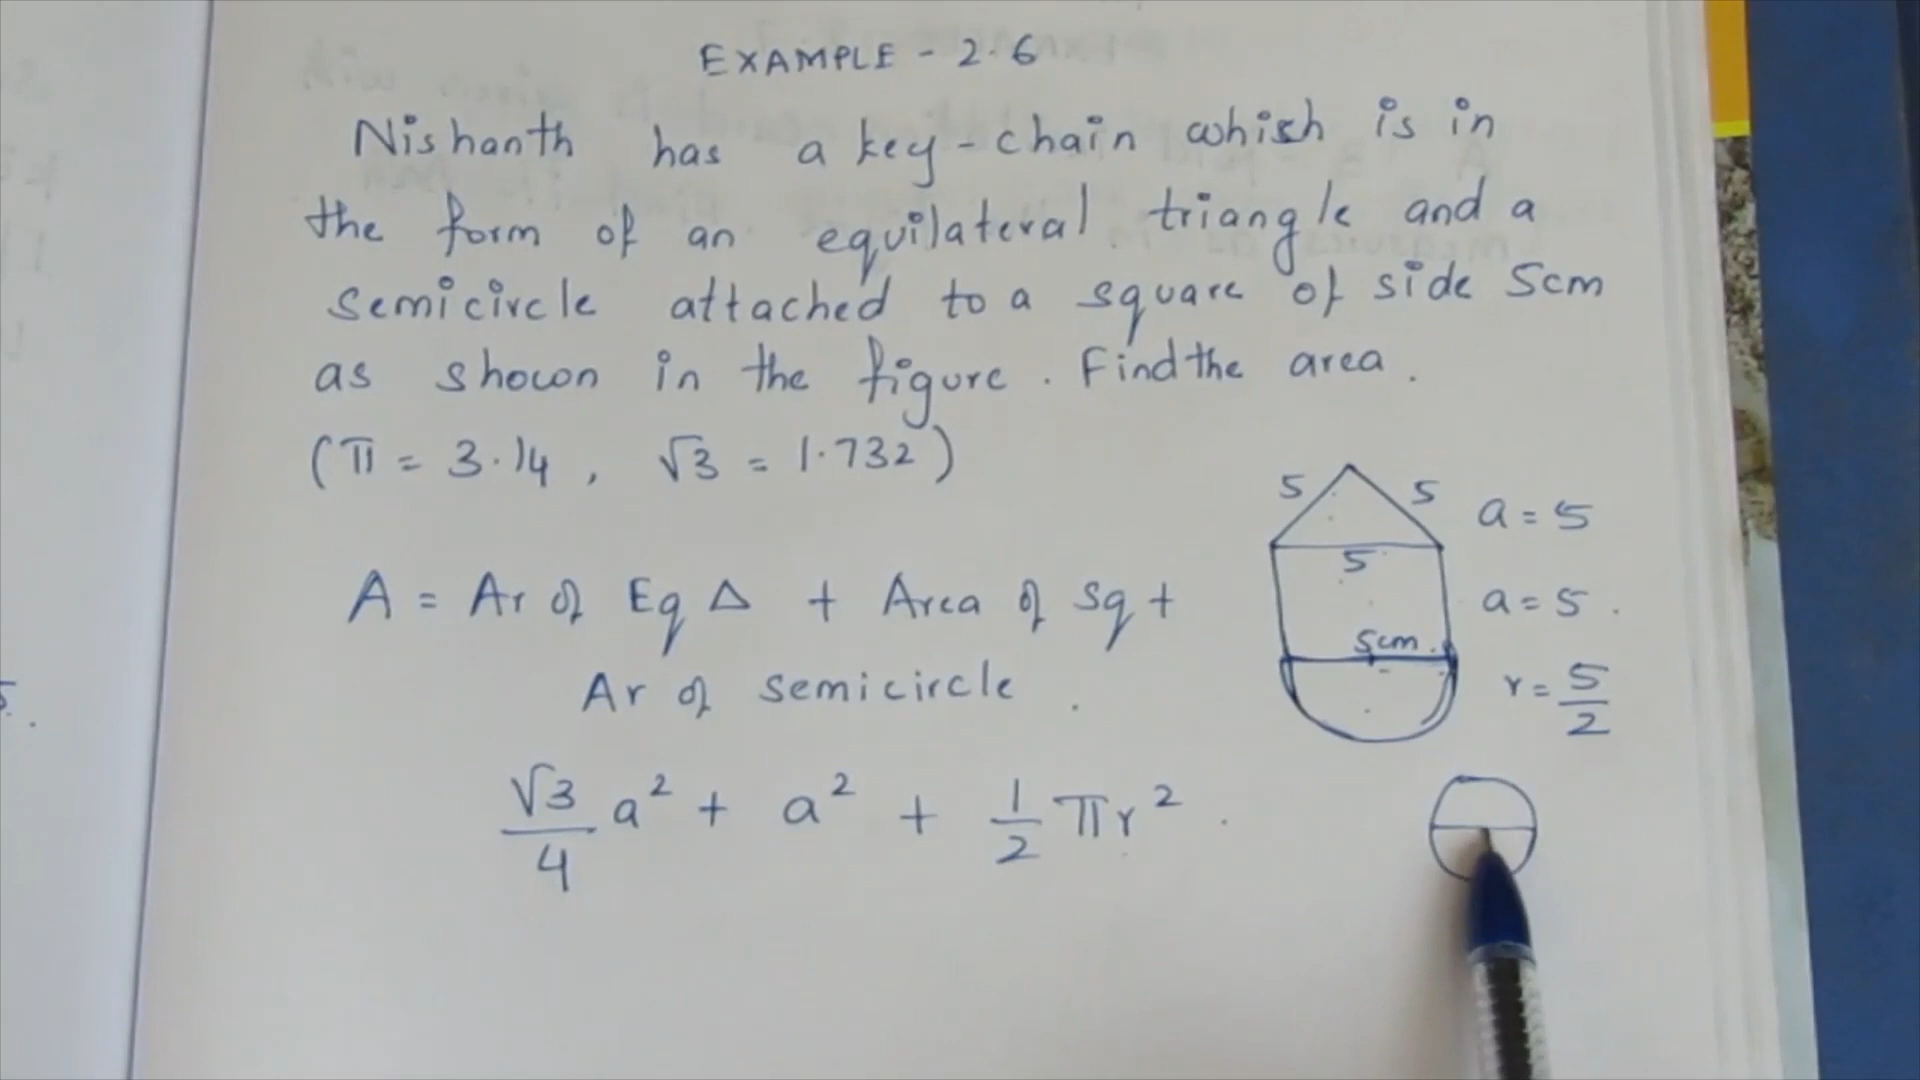 EXAMPLE - 2.6
Nishanth has a key-chain which is in
the form of an equilateral triangle and a
semicircle attached to a square of side 5cm
as shown in the figure. Find the area.
(π = 3.14, √3 = 1.732)
5 5 a = 5
5
A = Ar of Eq Δ + Area of sq + a = 5.
5cm.
Ar of semicircle. r = 5/2
√3/4 a² + a² + 1/2 πr².
5.